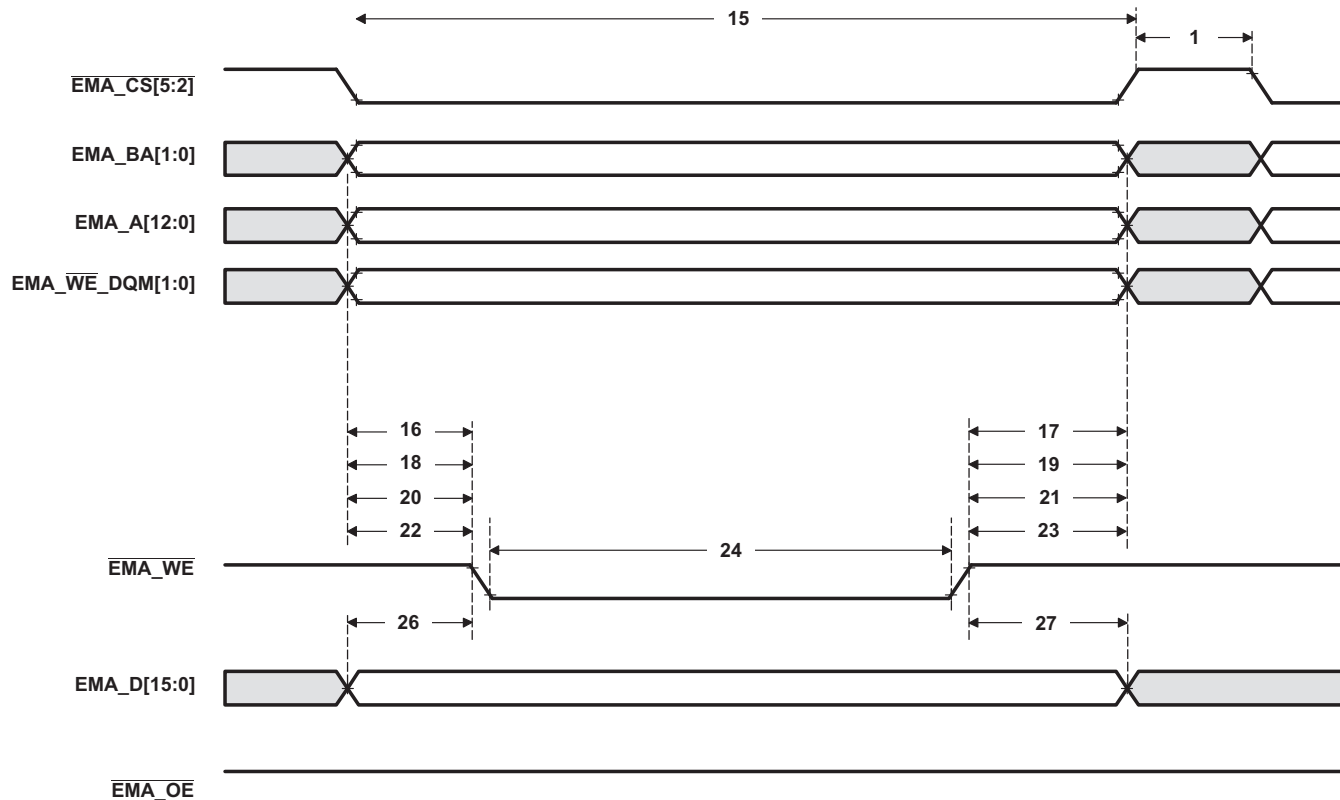 15
1
EMA_CS[5:2]
EMA_BA[1:0]
EMA_A[12:0]
EMA_WE_DQM[1:0]
16 17
18 19
20 21
22 23
24
EMA_WE
26 27
EMA_D[15:0]
EMA_OE